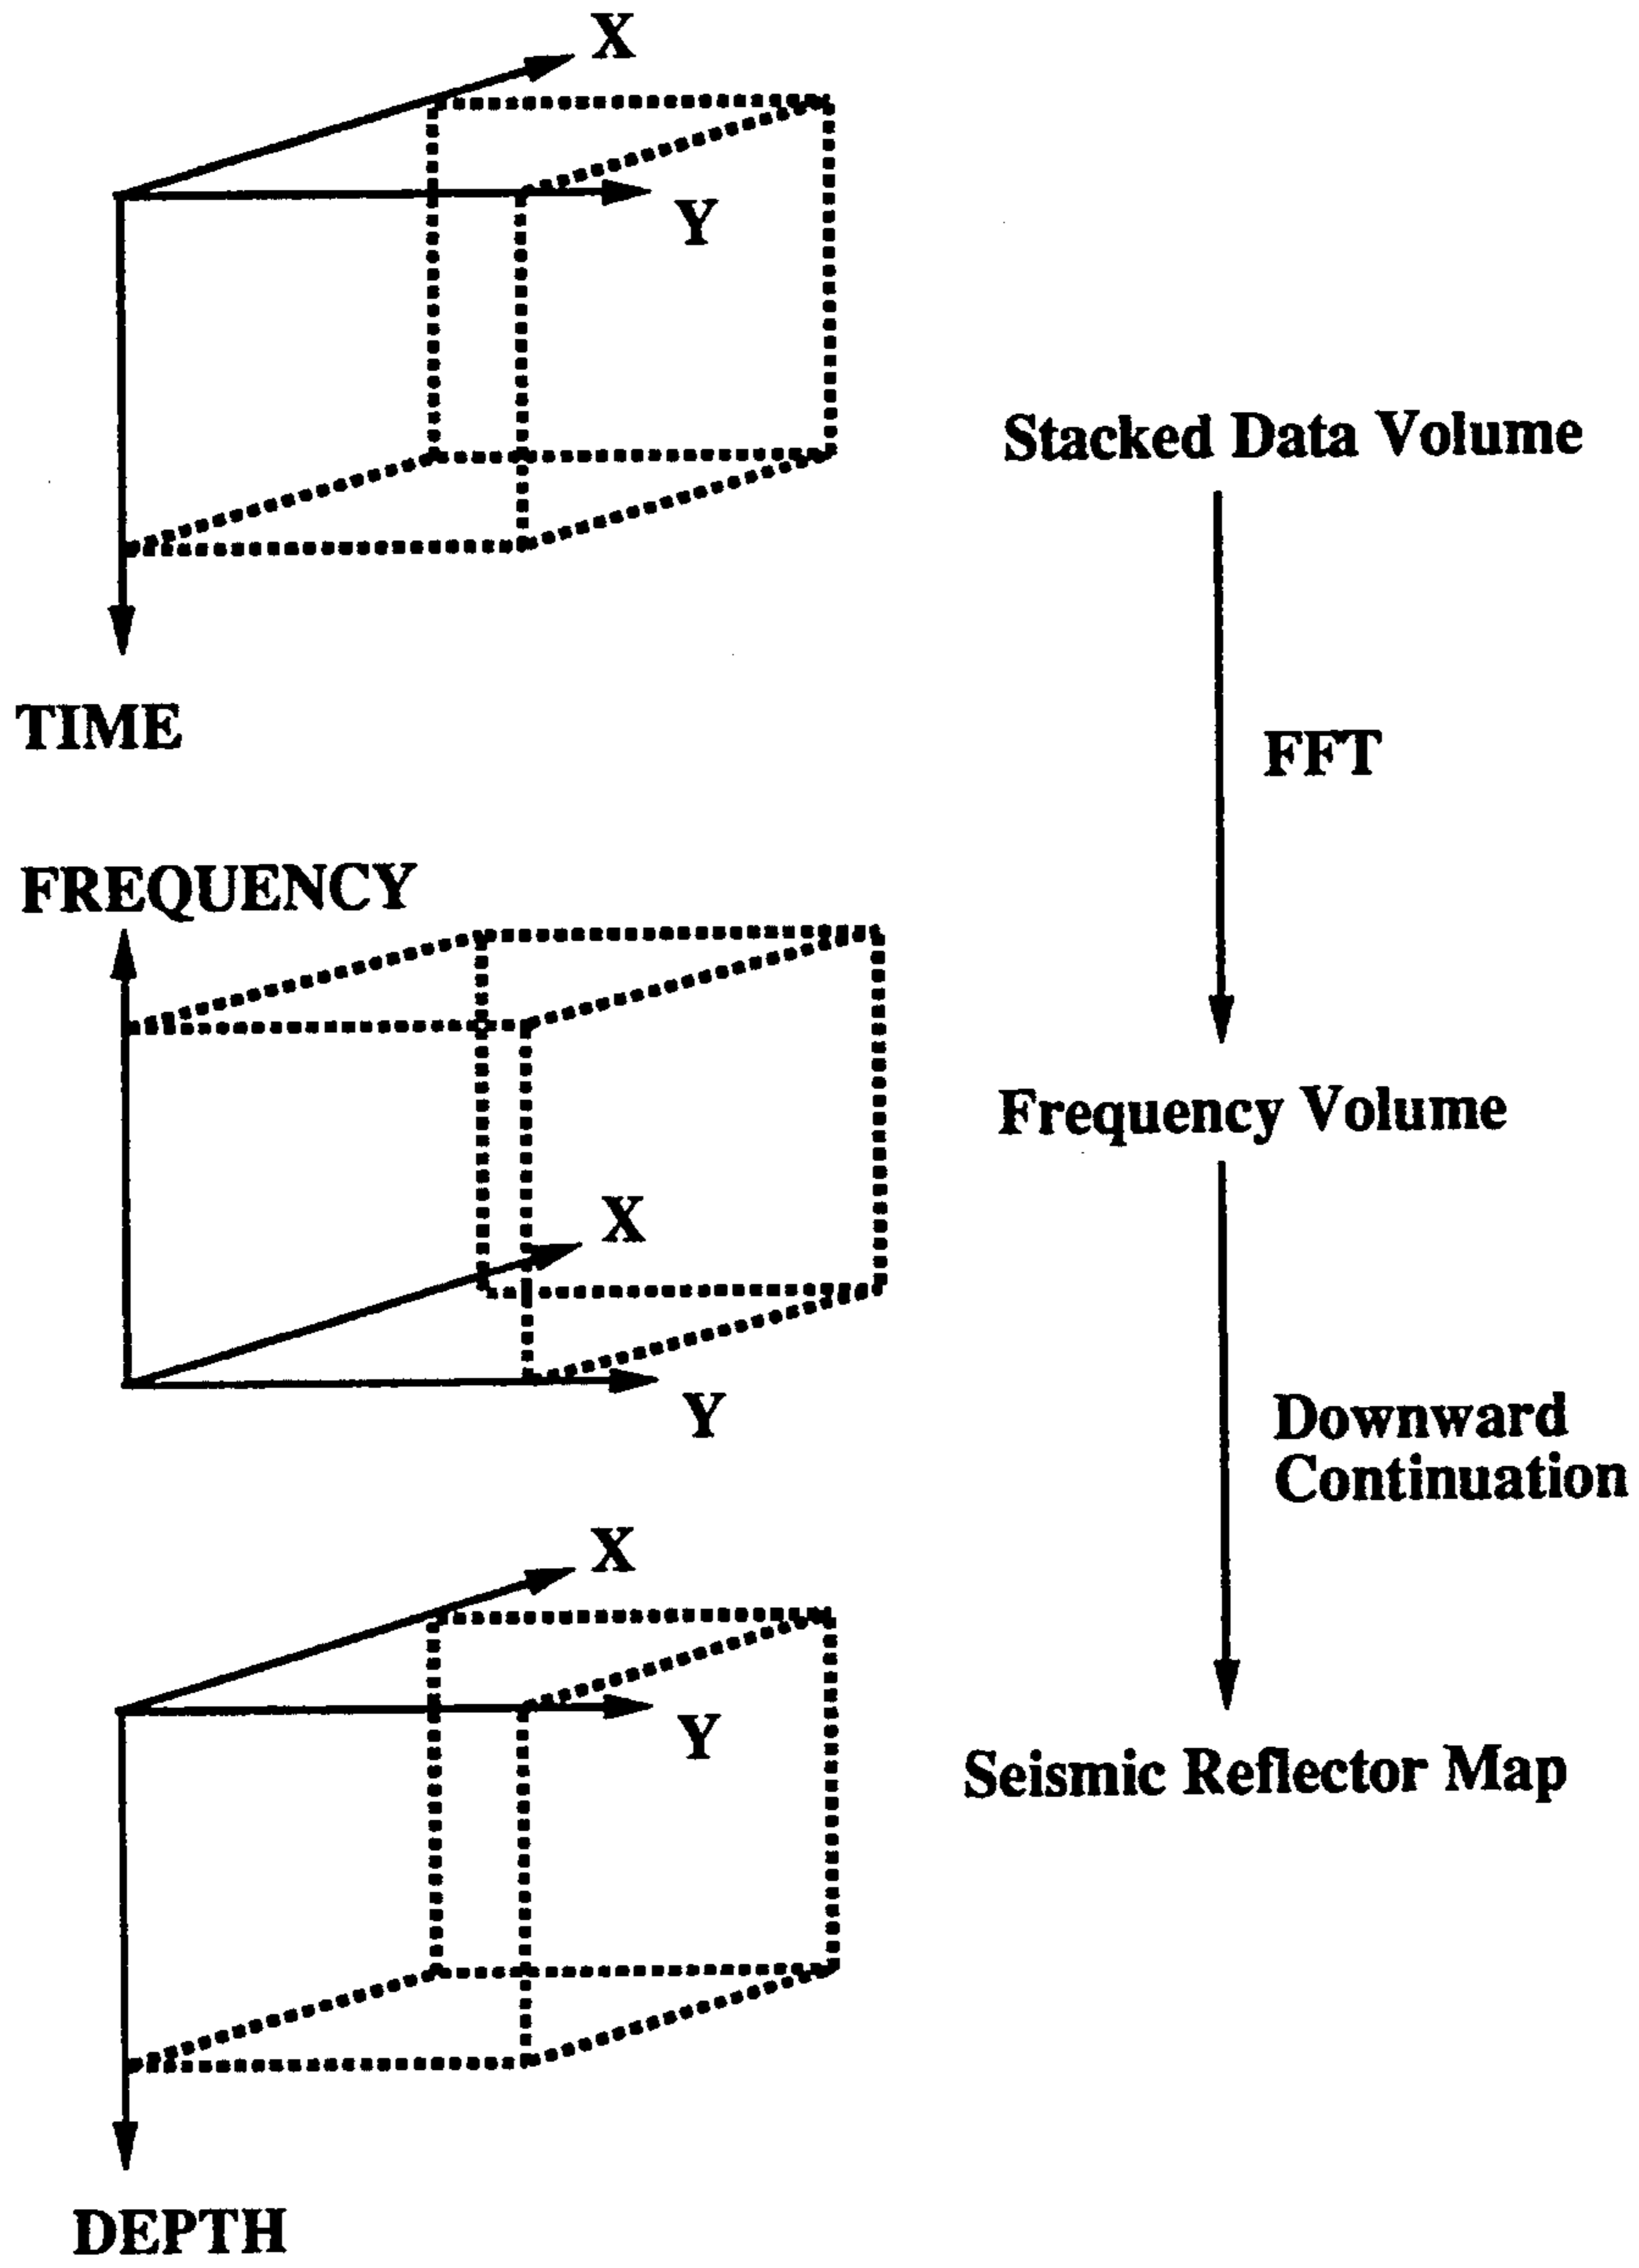 X
Y
Stacked Data Volume
TIME
FFT
FREQUENCY
Frequency Volume
X
Y
Downward
Continuation
X
Y
Seismic Reflector Map
DEPTH